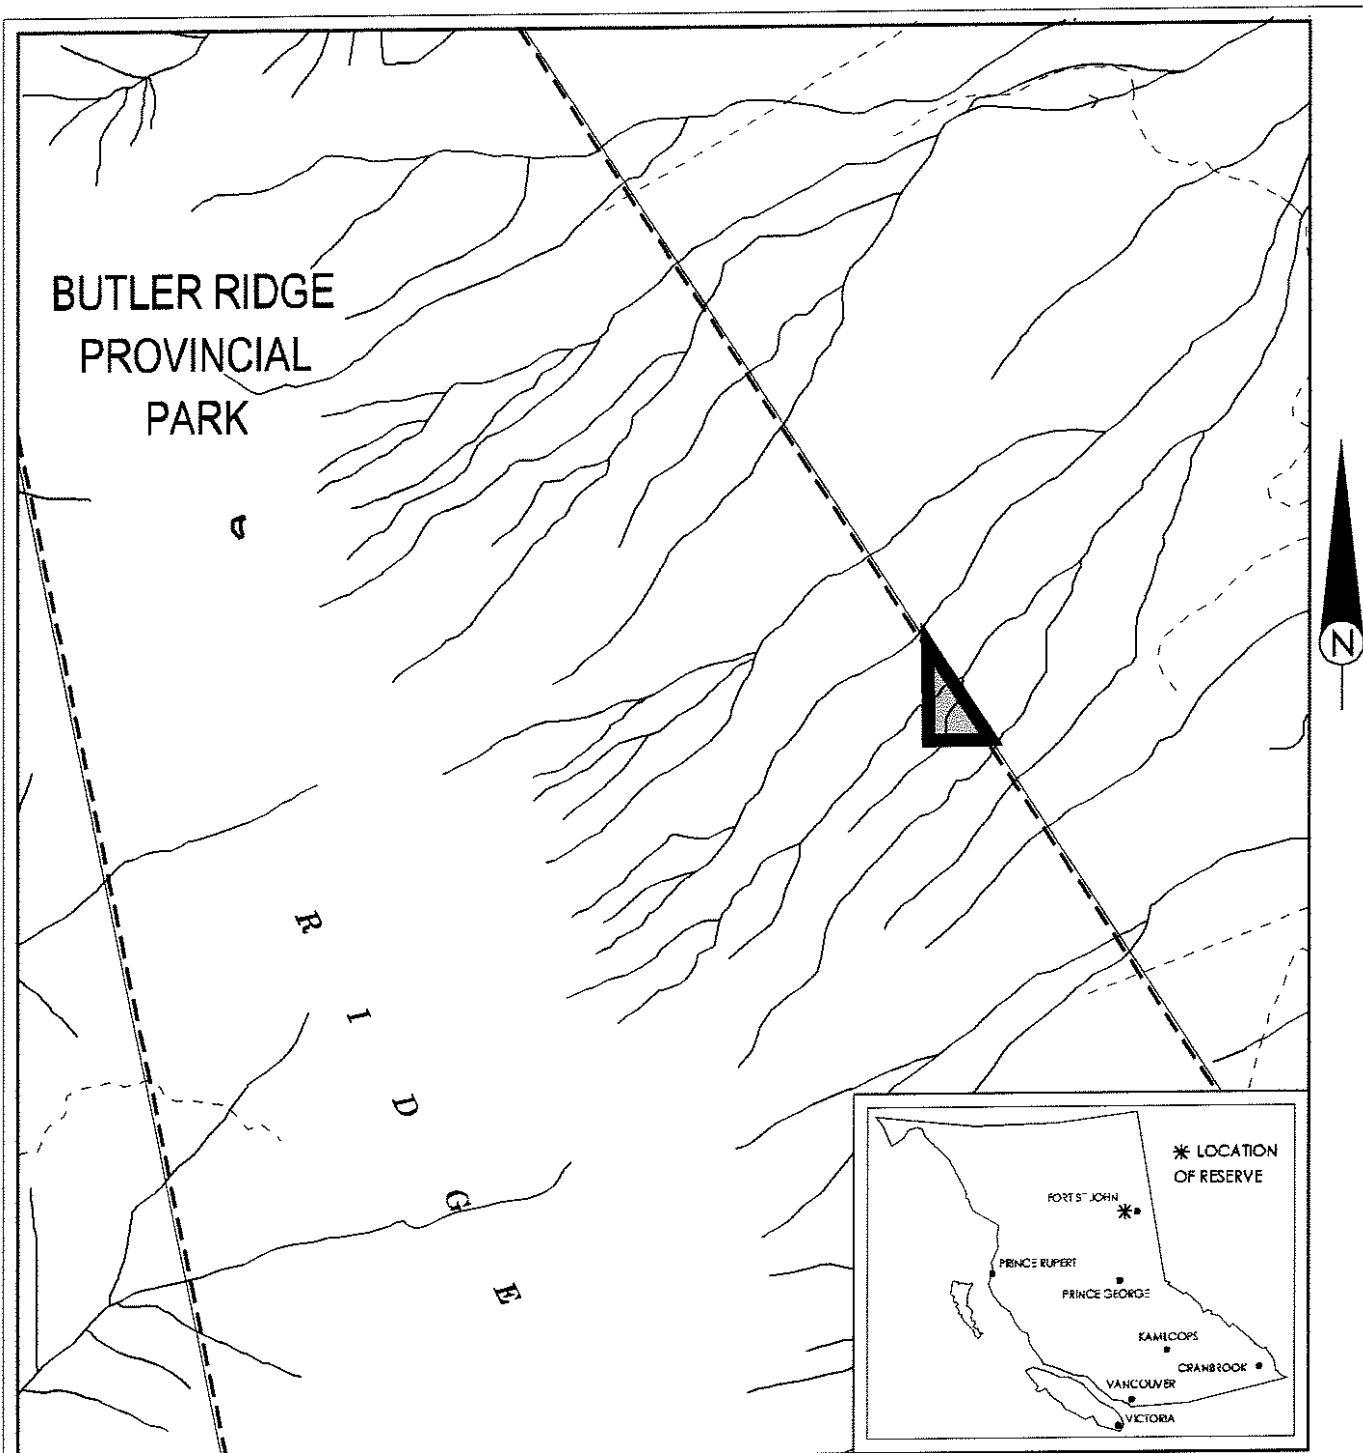 BUTLER RIDGE
PROVINCIAL
PARK
N
R
I
D
G
E
LOCATION
OF RESERVE
FORT ST JOHN
PRINCE RUPERT
PRINCE GEORGE
KAMLOOPS
CRANBROOK
VANCOUVER
VICTORIA